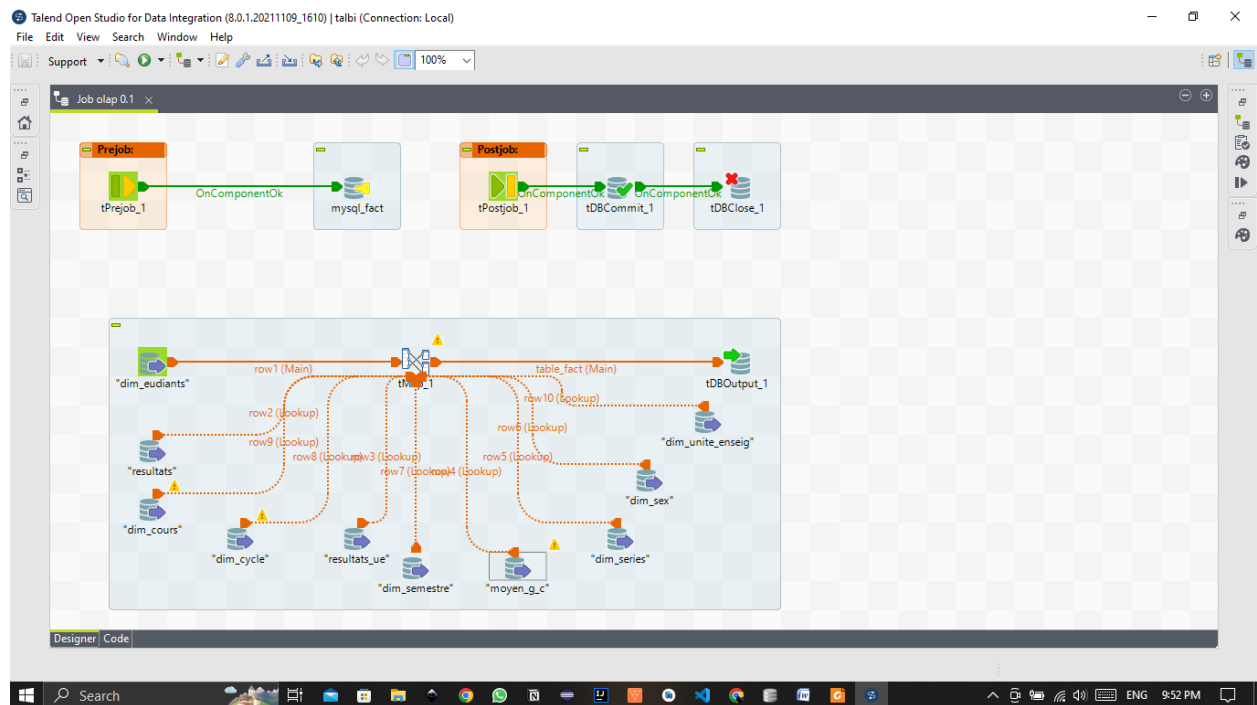 Talend Open Studio for Data Integration (8.0.1.20211109_1610) | talbi (Connection: Local)
File Edit View Search Window Help
Support 100%
Job olap 0.1
Prejob:
Postjob:
OnComponentOk
OnComponentOk
OnComponentOk
tPrejob_1
mysql_fact
tPostjob_1
tDBCommit_1
tDBClose_1
row1 (Main)
table_fact (Main)
"dim_eudiants"
tMap_1
tDBOutput_1
row10 (Lookup)
row2 (Lookup)
row6 (Lookup)
row9 (Lookup)
"dim_unite_enseig"
row8 (Lookup)
row3 (Lookup)
row5 (Lookup)
"resultats"
row7 (Lookup)
row4 (Lookup)
"dim_sex"
"dim_cours"
"dim_cycle"
"resultats_ue"
"dim_series"
"dim_semestre"
"moyen_g_c"
Designer Code
Search
ENG 9:52 PM